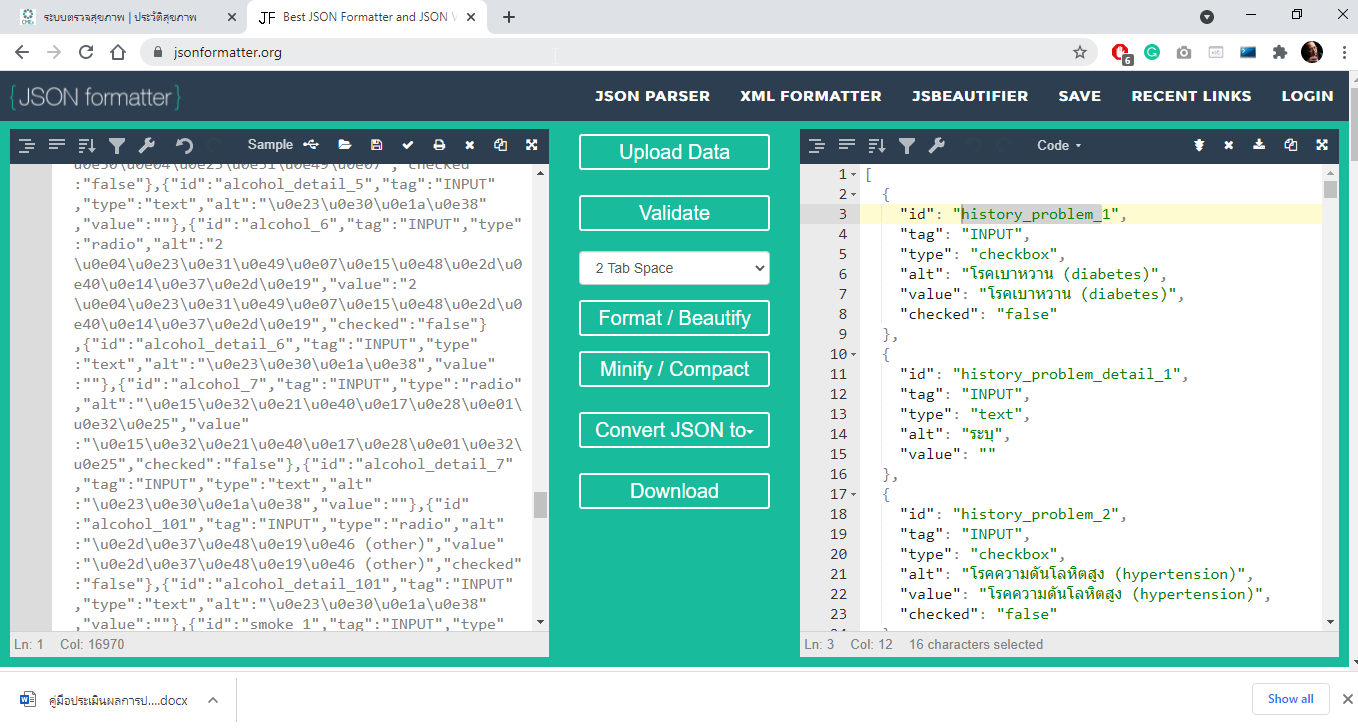 ระบบตรวจสุขภาพ | ประวัติสุขภาพ
JF Best JSON Formatter and JSON V
jsonformatter.org
6
{JSON formatter}
JSON PARSER XML FORMATTER JSBEAUTIFIER SAVE RECENT LINKS LOGIN
Sample
\u0e30\u0e04\u0e23\u0e31\u0e49\u0e07","checked"
:"false"},{"id":"alcohol_detail_5","tag":"INPUT"
,"type":"text","alt":"\u0e23\u0e30\u0e1a\u0e38"
,"value":""},{"id":"alcohol_6","tag":"INPUT","type"
:"radio","alt":"2
\u0e04\u0e23\u0e31\u0e49\u0e07\u0e15\u0e48\u0e2d\u0
e40\u0e14\u0e37\u0e2d\u0e19","value":"2
\u0e04\u0e23\u0e31\u0e49\u0e07\u0e15\u0e48\u0e2d\u0
e40\u0e14\u0e37\u0e2d\u0e19","checked":"false"}
,{"id":"alcohol_detail_6","tag":"INPUT","type"
:"text","alt":"\u0e23\u0e30\u0e1a\u0e38","value"
:""},{"id":"alcohol_7","tag":"INPUT","type":"radio"
,"alt":"\u0e15\u0e32\u0e21\u0e40\u0e17\u0e28\u0e01\
u0e32\u0e25","value"
:"\u0e15\u0e32\u0e21\u0e40\u0e17\u0e28\u0e01\u0e32\
u0e25","checked":"false"},{"id":"alcohol_detail_7"
,"tag":"INPUT","type":"text","alt"
:"\u0e23\u0e30\u0e1a\u0e38","value":""},{"id"
:"alcohol_101","tag":"INPUT","type":"radio","alt"
:"\u0e2d\u0e37\u0e48\u0e19\u0e46 (other)","value"
:"\u0e2d\u0e37\u0e48\u0e19\u0e46 (other)","checked"
:"false"},{"id":"alcohol_detail_101","tag":"INPUT"
,"type":"text","alt":"\u0e23\u0e30\u0e1a\u0e38"
,"value":""},{"id":"smoke_1","tag":"INPUT","type"
Ln: 1 Col: 16970
Upload Data
Validate
2 Tab Space
Format / Beautify
Minify / Compact
Convert JSON to
Download
Code
1 [
2 {
3 "id": "history_problem_1",
4 "tag": "INPUT",
5 "type": "checkbox",
6 "alt": "โรคเบาหวาน (diabetes)",
7 "value": "โรคเบาหวาน (diabetes)",
8 "checked": "false"
9 },
10 {
11 "id": "history_problem_detail_1",
12 "tag": "INPUT",
13 "type": "text",
14 "alt": "ระบุ",
15 "value": ""
16 },
17 {
18 "id": "history_problem_2",
19 "tag": "INPUT",
20 "type": "checkbox",
21 "alt": "โรคความดันโลหิตสูง (hypertension)",
22 "value": "โรคความดันโลหิตสูง (hypertension)",
23 "checked": "false"
Ln: 3 Col: 12 16 characters selected
คู่มือประเมินผลการป....docx
Show all